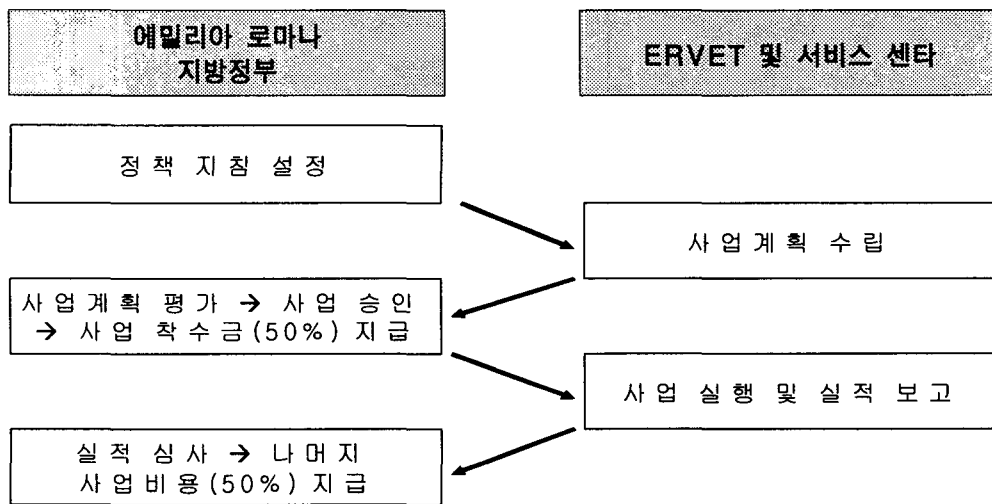 에밀리아 로마냐
지방정부
ERVET 및 서비스 센타
정책 지침 설정
사업계획 수립
사업계획 평가 → 사업 승인
→ 사업 착수금(50%) 지급
사업 실행 및 실적 보고
실적 심사 → 나머지
사업비용(50%) 지급